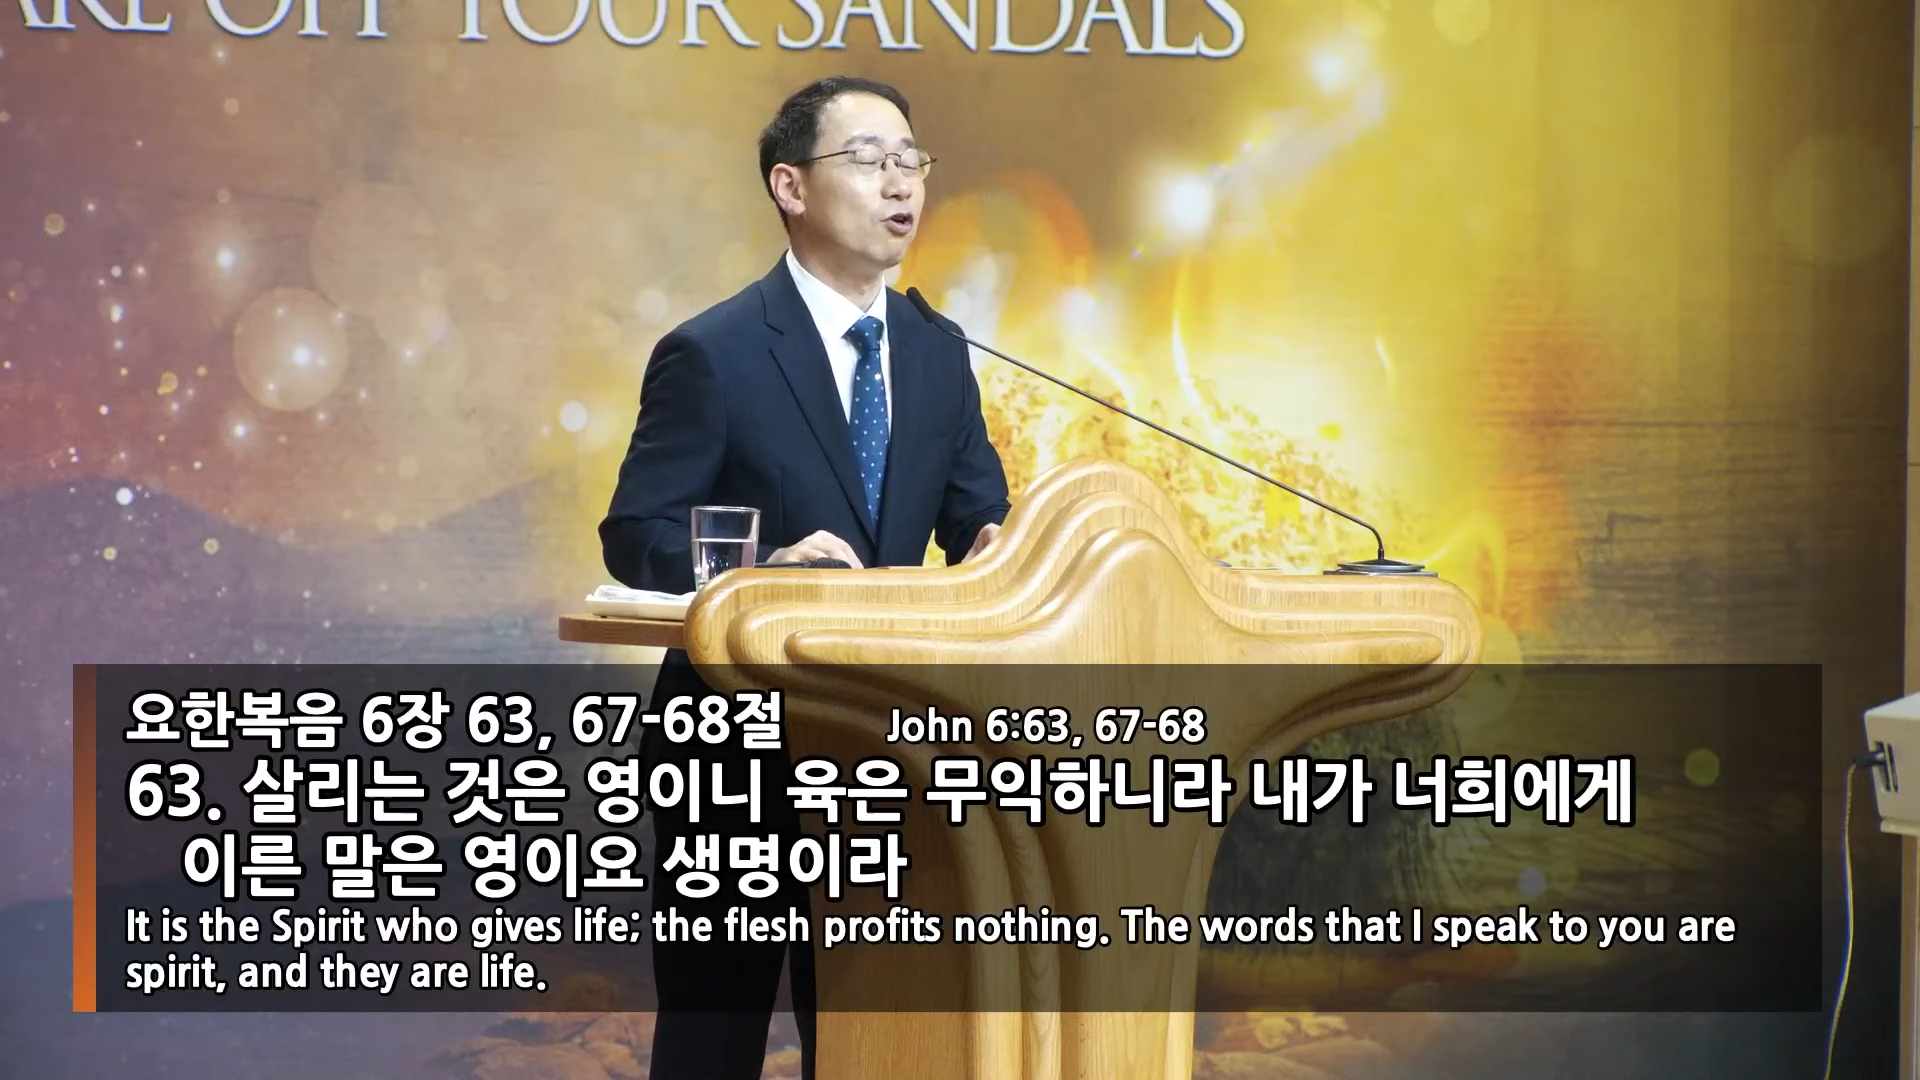 OFF YOUR SANDALS
요한복음 6장 63, 67-68절 John 6:63, 67-68
63. 살리는 것은 영이니 육은 무익하니라 내가 너희에게
이른 말은 영이요 생명이라
It is the Spirit who gives life; the flesh profits nothing. The words that I speak to you are
spirit, and they are life.